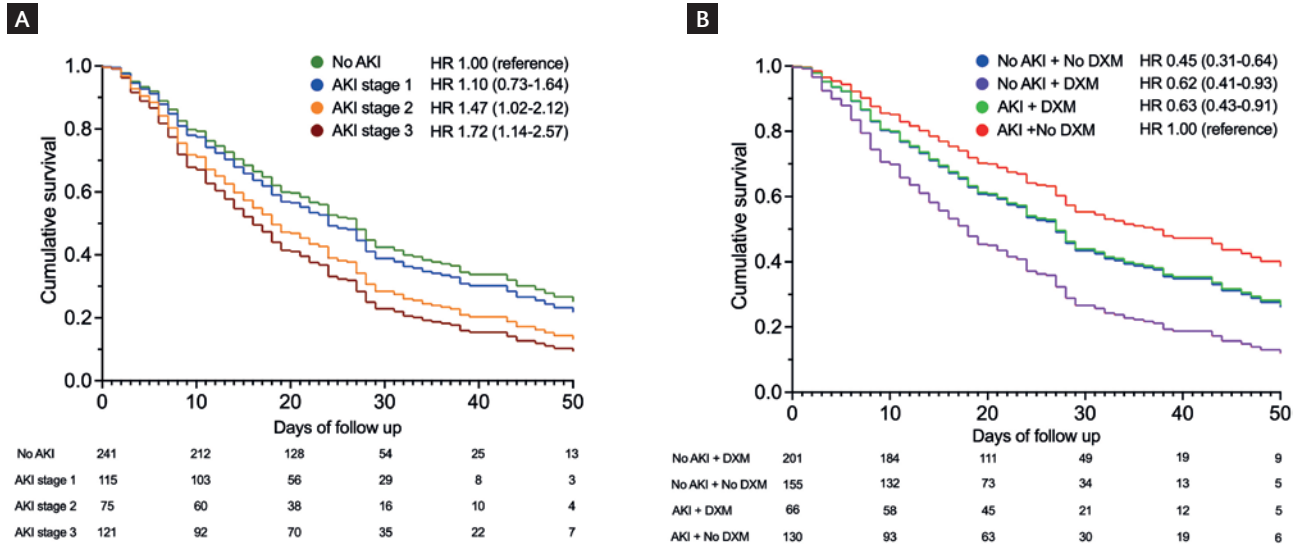 A
No AKI HR 1.00 (reference)
AKI stage 1 HR 1.10 (0.73-1.64)
AKI stage 2 HR 1.47 (1.02-2.12)
AKI stage 3 HR 1.72 (1.14-2.57)
Cumulative survival
1.0
0.8
0.6
0.4
0.2
0.0
0 10 20 30 40 50
Days of follow up
No AKI 241 212 128 54 25 13
AKI stage 1 115 103 56 29 8 3
AKI stage 2 75 60 38 16 10 4
AKI stage 3 121 92 70 35 22 7
B
No AKI + No DXM HR 0.45 (0.31-0.64)
No AKI + DXM HR 0.62 (0.41-0.93)
AKI + DXM HR 0.63 (0.43-0.91)
AKI +No DXM HR 1.00 (reference)
Cumulative survival
1.0
0.8
0.6
0.4
0.2
0.0
0 10 20 30 40 50
Days of follow up
No AKI + DXM 201 184 111 49 19 9
No AKI + No DXM 155 132 73 34 13 5
AKI + DXM 66 58 45 21 12 5
AKI + No DXM 130 93 63 30 19 6